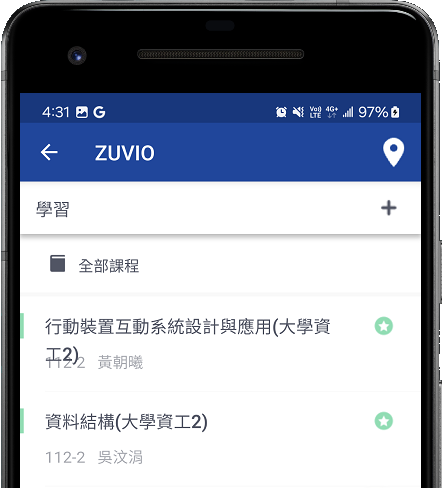 4:31 G Vo)) LTE 4G+ 97%
ZUVIO
學習
全部課程
行動裝置互動系統設計與應用(大學資
工2)
112-2 黃朝曦
資料結構(大學資工2)
112-2 吳汶涓